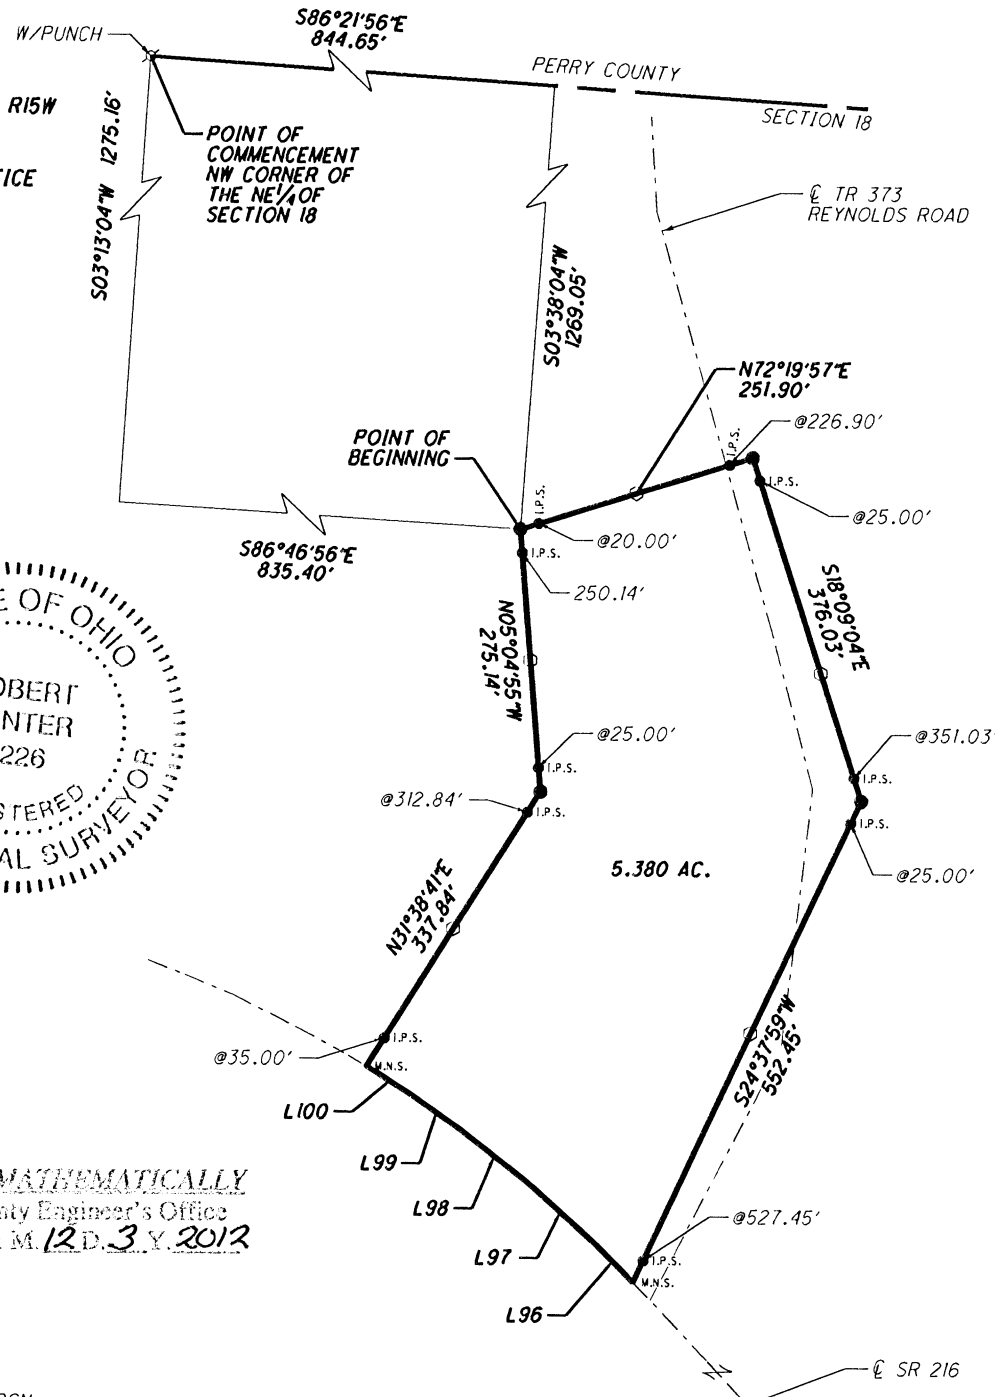 S86°21'56"E
844.65'
W/PUNCH
PERRY COUNTY
SECTION 18
R15W
POINT OF
COMMENCEMENT
NW CORNER OF
THE NE 1/4 OF
SECTION 18
S03°13'04"W 1275.16'
℄ TR 373
REYNOLDS ROAD
S03°38'04"W
1269.05'
N72°19'57"E
251.90'
@226.90'
I.P.S.
POINT OF
BEGINNING
I.P.S.
I.P.S.
@25.00'
@20.00'
S86°46'56"E
835.40'
I.P.S.
250.14'
S18°09'04"E
376.03'
N05°04'55"W
275.14'
OF OHIO
226
SURVEYOR
@25.00'
I.P.S.
@351.03'
I.P.S.
@312.84'
I.P.S.
I.P.S.
@25.00'
5.380 AC.
N31°38'41"E
337.84'
@35.00'
I.P.S.
M.N.S.
S24°37'59"W
552.45'
L100
L99
L98
L97
L96
MATHEMATICALLY
Engineer's Office
M. 12 D. 3 Y. 2012
@527.45'
I.P.S.
M.N.S.
℄ SR 216